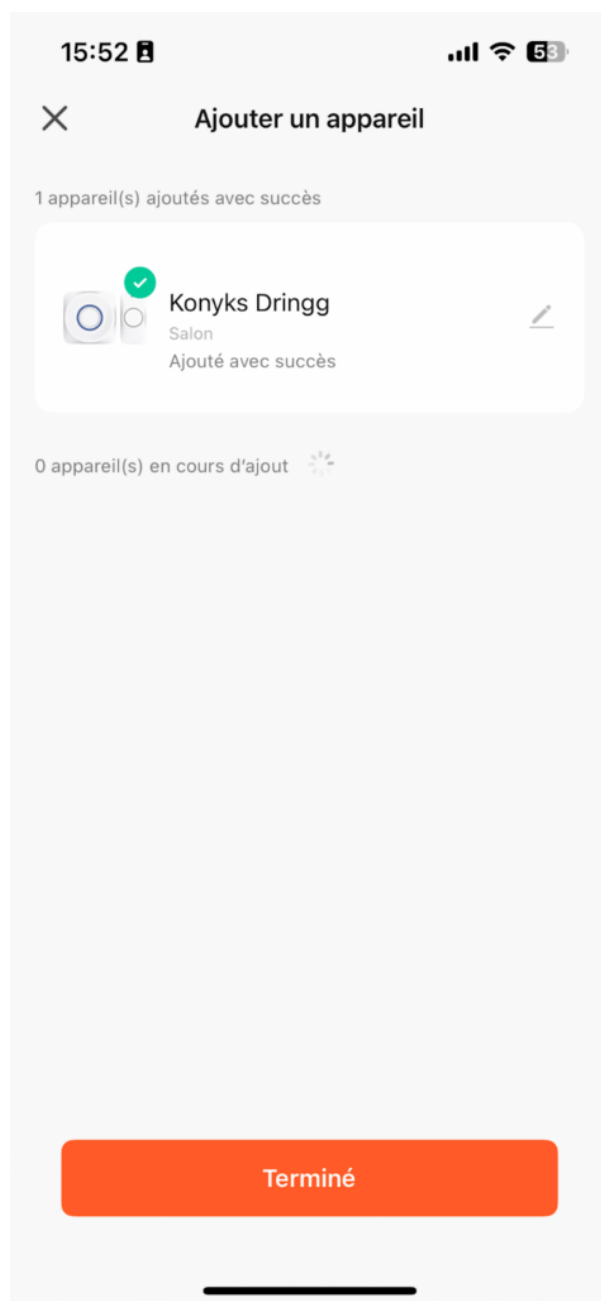 15:52 53
Ajouter un appareil
1 appareil(s) ajoutés avec succès
Konyks Dringg
Salon
Ajouté avec succès
0 appareil(s) en cours d'ajout
Terminé